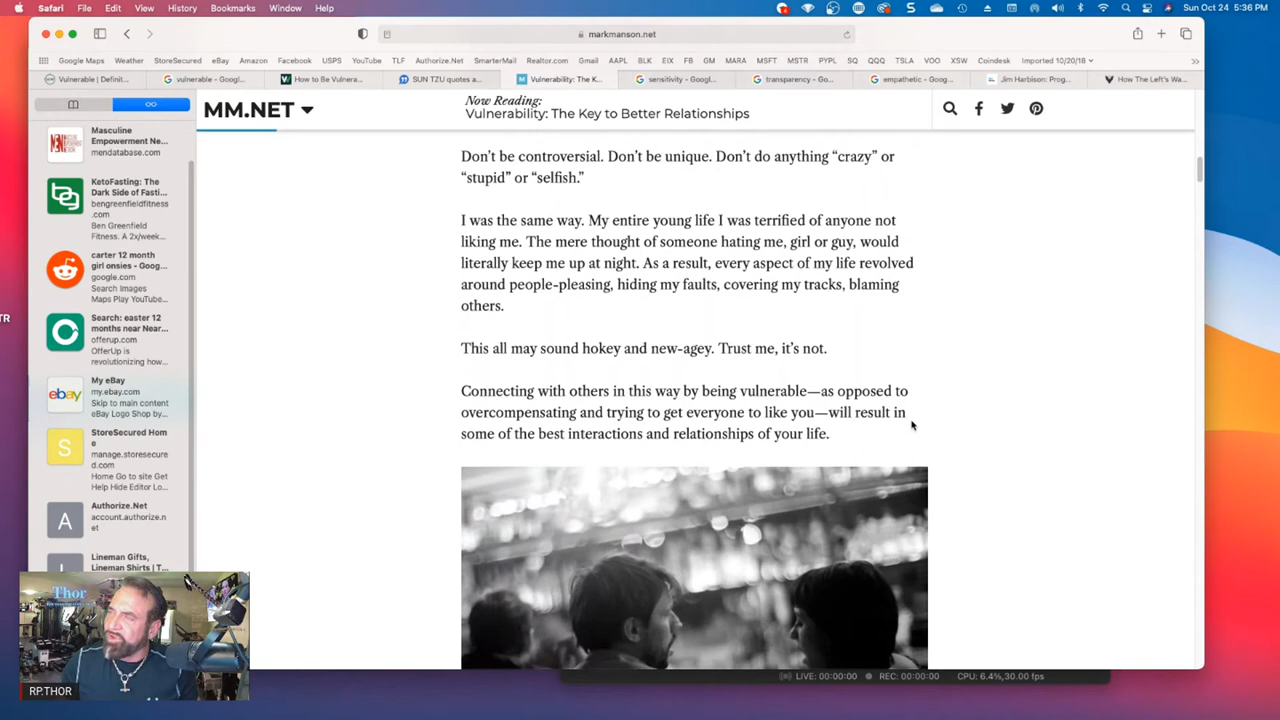 Safari File Edit View History Bookmarks Window Help
Sun Oct 24 5:36 PM
markmanson.net
Google Maps Weather StoreSecured eBay Amazon Facebook USPS YouTube TLF Authorize.Net SmarterMail Realtor.com Gmail AAPL BLK EIX FB GM MARA MSFT MSTR PYPL SQ QQQ TSLA VOO VOW XSW Coindesk Imported 10/20/18
Vulnerable | Definit...
vulnerable - Googl...
How to Be Vulnera...
SUN TZU quotes a...
Vulnerability: The K...
sensitivity - Googl...
transparency - Go...
empathetic - Googl...
Jim Harbison: Prog...
How The Left's Wa...
MM.NET
Now Reading:
Vulnerability: The Key to Better Relationships
Masculine
Empowerment Ne...
mendatabase.com
KetoFasting: The
Dark Side of Fasti...
bengreenfieldfitness
.com
Ben Greenfield
Fitness. A 2x/week...
carter 12 month
girl onsies - Goog...
google.com
Search Images
Maps Play YouTube...
Search: easter 12
months near Near...
offerup.com
OfferUp is
revolutionizing how...
My eBay
my.ebay.com
Skip to main content
eBay Logo Shop by...
StoreSecured Hom
e
manage.storesecure
d.com
Home Go to site Get
Help Hide Editor Lo...
Authorize.Net
account.authorize.n
et
Lineman Gifts,
Lineman Shirts | T...
Don't be controversial. Don't be unique. Don't do anything “crazy” or
“stupid” or “selfish.”
I was the same way. My entire young life I was terrified of anyone not
liking me. The mere thought of someone hating me, girl or guy, would
literally keep me up at night. As a result, every aspect of my life revolved
around people-pleasing, hiding my faults, covering my tracks, blaming
others.
This all may sound hokey and new-agey. Trust me, it's not.
Connecting with others in this way by being vulnerable—as opposed to
overcompensating and trying to get everyone to like you—will result in
some of the best interactions and relationships of your life.
TR
ebay
S
A
L
Thor
RP.THOR
LIVE: 00:00:00 REC: 00:00:00 CPU: 6.4%,30.00 fps